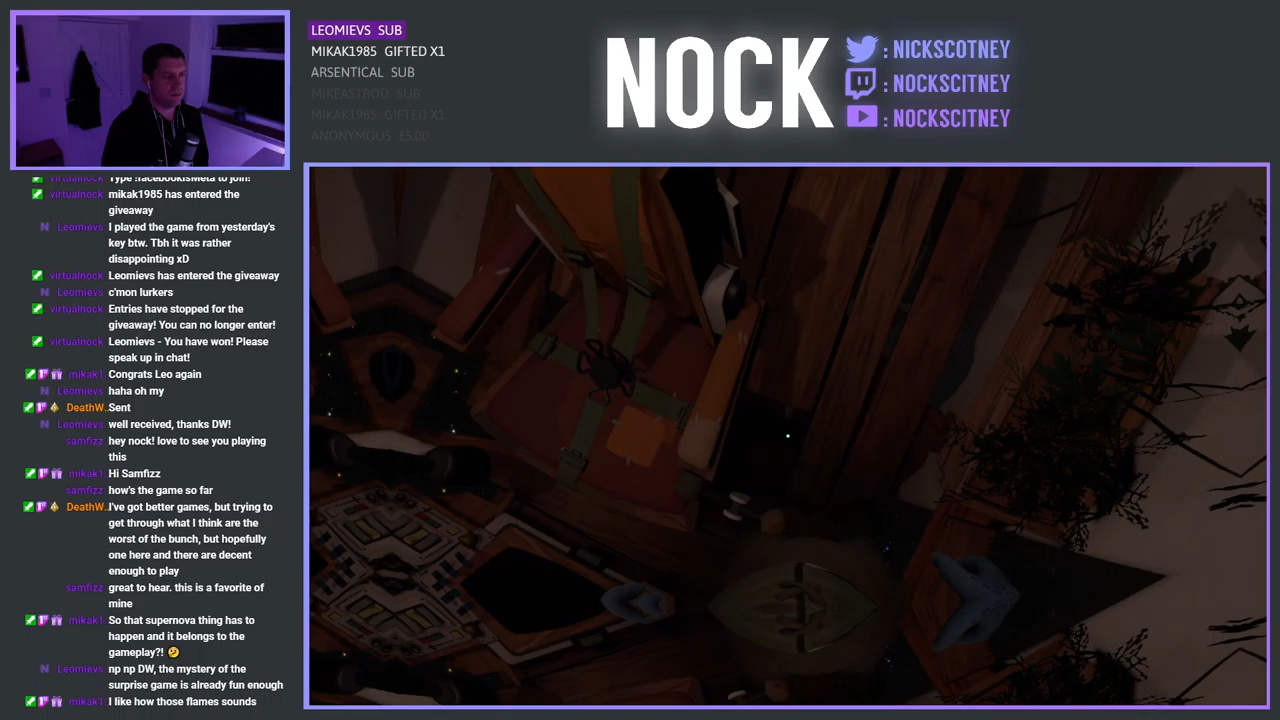 LEOMIEVS SUB
MIKAK1985 GIFTED X1
ARSENTICAL SUB
MIKEASTROD SUB
MIKAK1985 GIFTED X1
ANONYMOUS £5.00
NOCK
: NICKSCOTNEY
: NOCKSCITNEY
: NOCKSCITNEY
virtualnock Type !facebookIsMeta to join!
virtualnock mikak1985 has entered the
giveaway
Leomievs I played the game from yesterday's
key btw. Tbh it was rather
disappointing xD
virtualnock Leomievs has entered the giveaway
Leomievs c'mon lurkers
virtualnock Entries have stopped for the
giveaway! You can no longer enter!
virtualnock Leomievs - You have won! Please
speak up in chat!
mikak1 Congrats Leo again
Leomievs haha oh my
DeathW.. Sent
Leomievs well received, thanks DW!
samfizz hey nock! love to see you playing
this
mikak1 Hi Samfizz
samfizz how's the game so far
DeathW.. I've got better games, but trying to
get through what I think are the
worst of the bunch, but hopefully
one here and there are decent
enough to play
samfizz great to hear. this is a favorite of
mine
mikak1 So that supernova thing has to
happen and it belongs to the
gameplay?! 🤔
Leomievs np np DW, the mystery of the
surprise game is already fun enough
mikak1 I like how those flames sounds